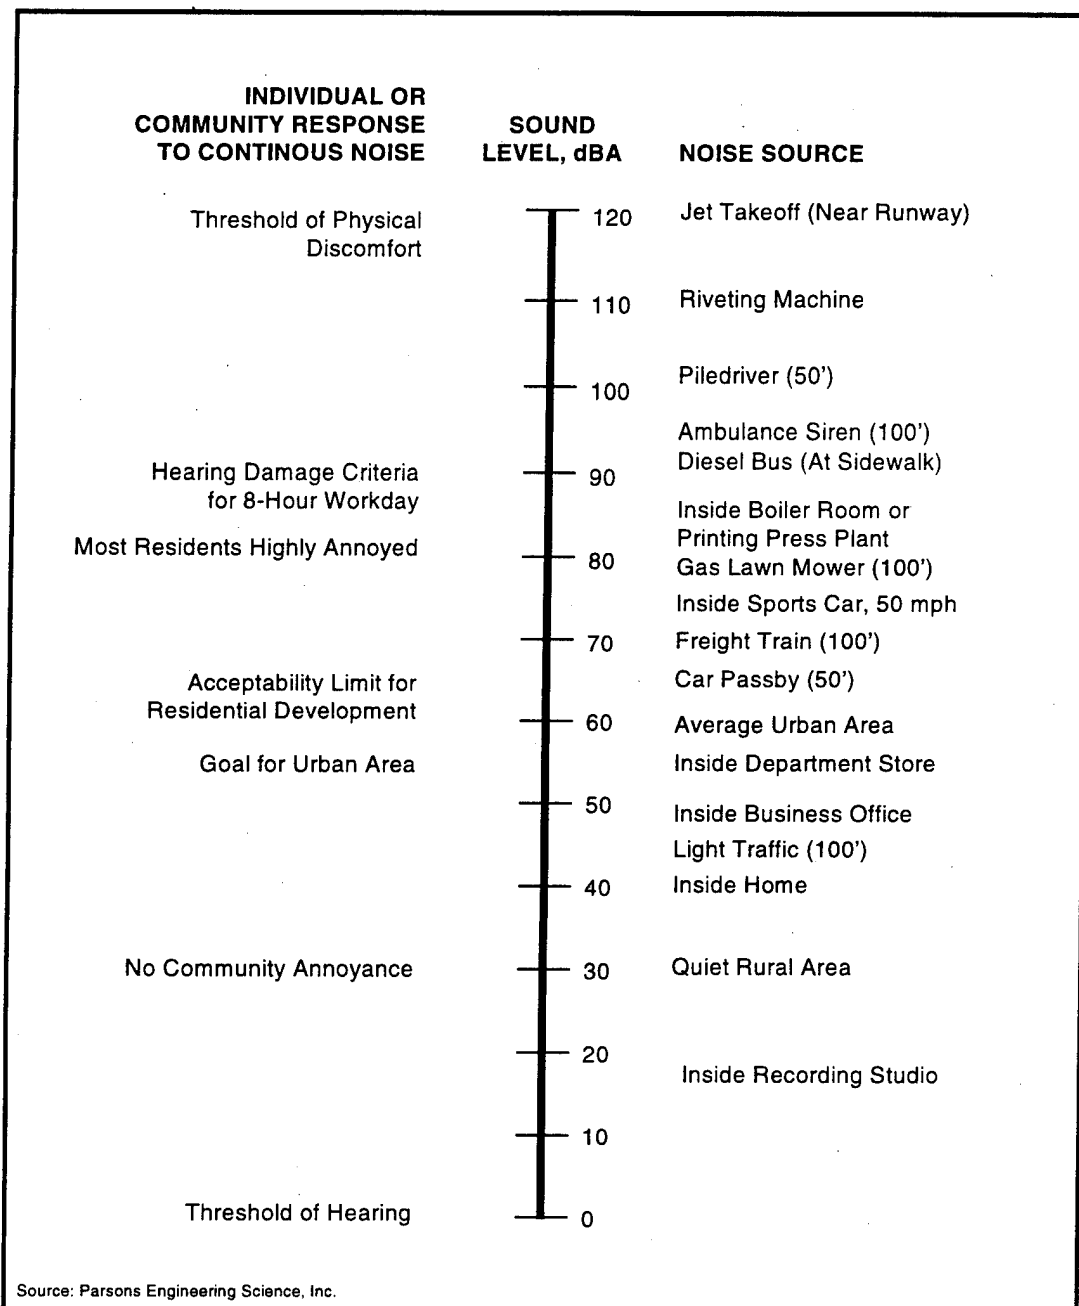 INDIVIDUAL OR
COMMUNITY RESPONSE
TO CONTINOUS NOISE
SOUND
LEVEL, dBA
NOISE SOURCE
Threshold of Physical
Discomfort
120
Jet Takeoff (Near Runway)
110
Riveting Machine
100
Piledriver (50')
Ambulance Siren (100')
Diesel Bus (At Sidewalk)
Hearing Damage Criteria
for 8-Hour Workday
90
Inside Boiler Room or
Printing Press Plant
Most Residents Highly Annoyed
80
Gas Lawn Mower (100')
Inside Sports Car, 50 mph
70
Freight Train (100')
Acceptability Limit for
Residential Development
Car Passby (50')
60
Average Urban Area
Goal for Urban Area
Inside Department Store
50
Inside Business Office
Light Traffic (100')
40
Inside Home
No Community Annoyance
30
Quiet Rural Area
20
Inside Recording Studio
10
Threshold of Hearing
0
Source: Parsons Engineering Science, Inc.